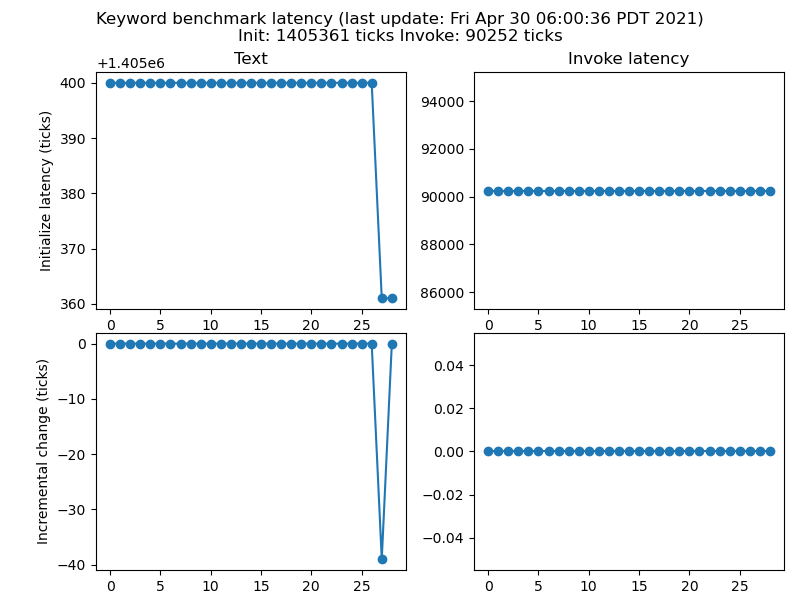 Keyword benchmark latency (last update: Fri Apr 30 06:00:36 PDT 2021)
Init: 1405361 ticks Invoke: 90252 ticks
Text
+1.405e6
Initialize latency (ticks)
400
390
380
370
360
0 5 10 15 20 25
Invoke latency
94000
92000
90000
88000
86000
0 5 10 15 20 25
Incremental change (ticks)
0
−10
−20
−30
−40
0 5 10 15 20 25
0.04
0.02
0.00
−0.02
−0.04
0 5 10 15 20 25